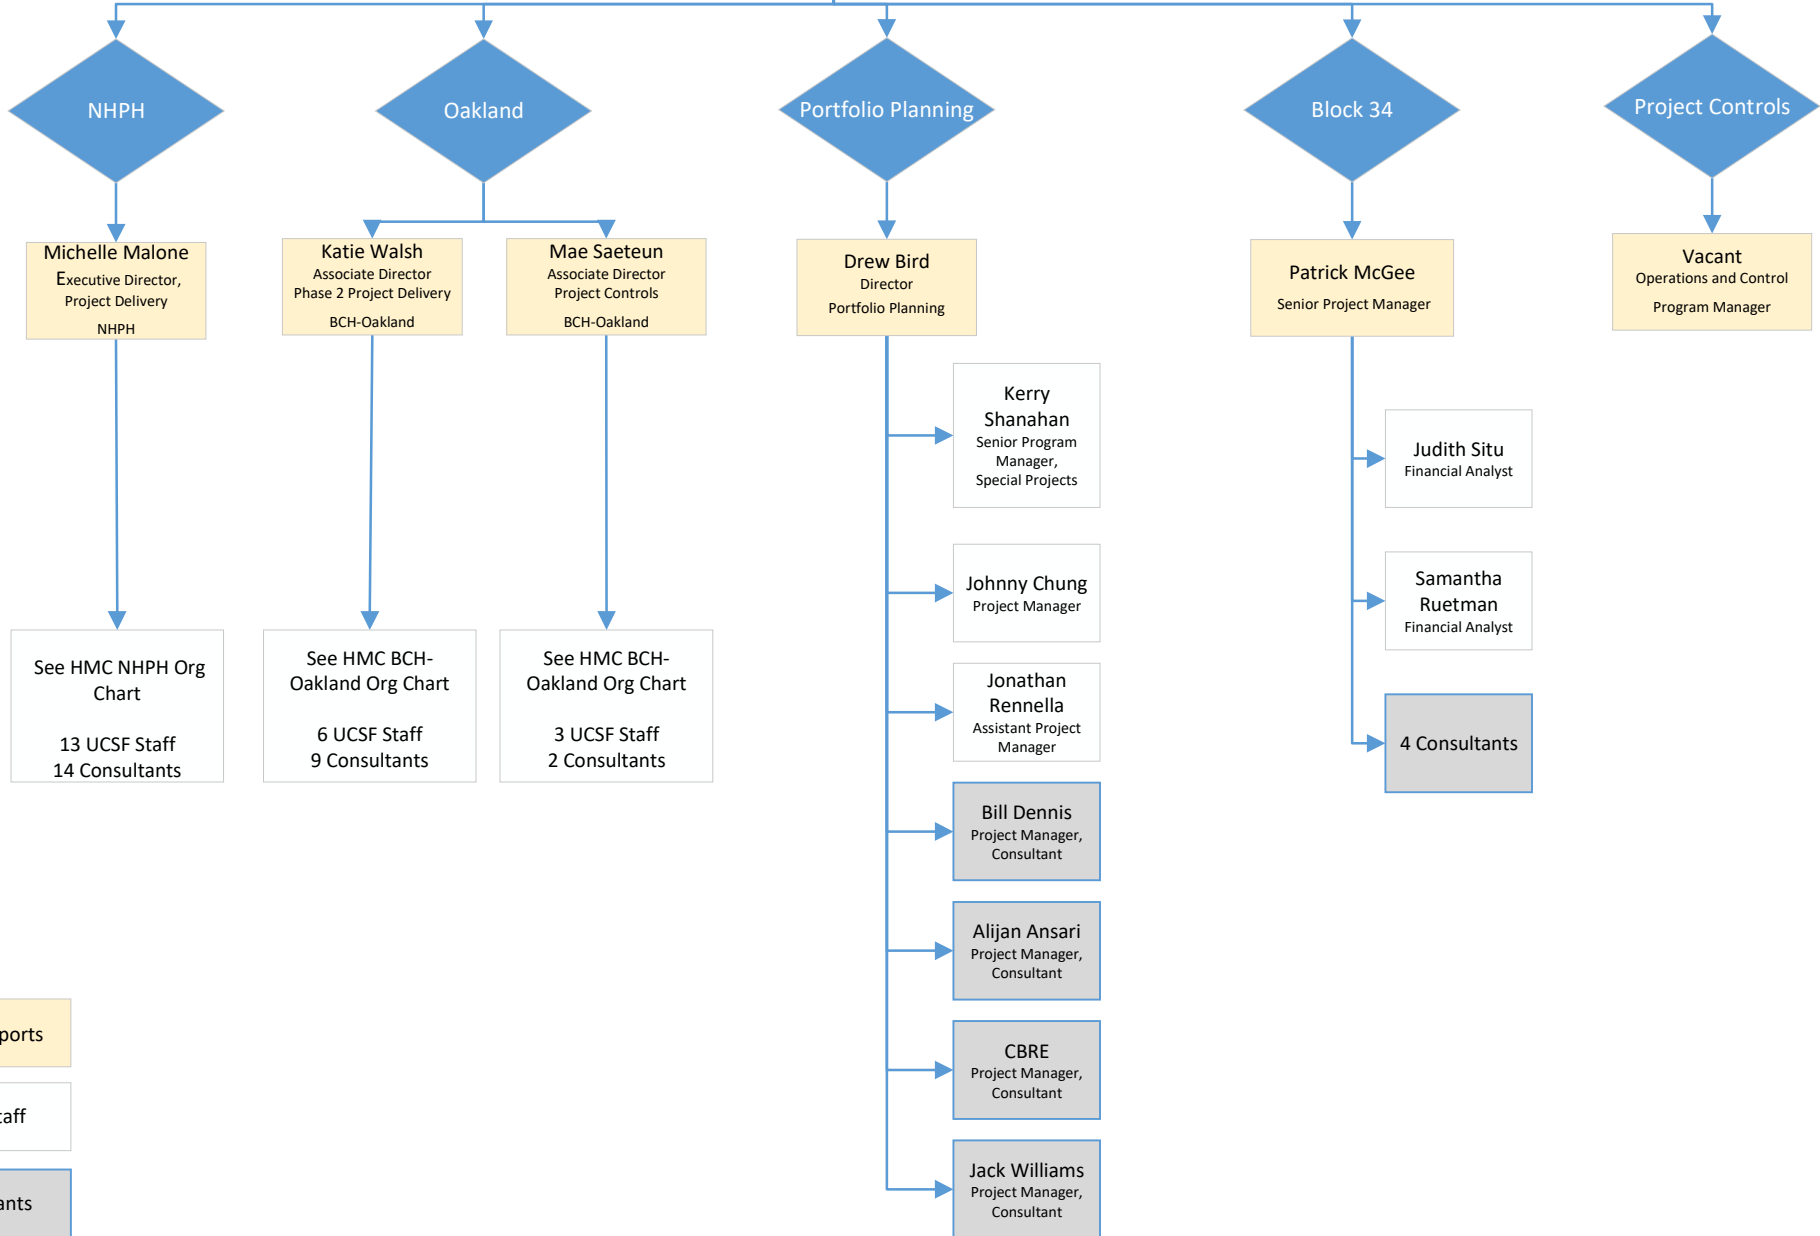 NHPH
Oakland
Portfolio Planning
Block 34
Project Controls
Michelle Malone
Executive Director,
Project Delivery
NHPH
Katie Walsh
Associate Director
Phase 2 Project Delivery
BCH-Oakland
Mae Saeteun
Associate Director
Project Controls
BCH-Oakland
Drew Bird
Director
Portfolio Planning
Patrick McGee
Senior Project Manager
Vacant
Operations and Control
Program Manager
Kerry
Shanahan
Senior Program
Manager,
Special Projects
Judith Situ
Financial Analyst
Johnny Chung
Project Manager
Samantha
Ruetman
Financial Analyst
See HMC NHPH Org
Chart
13 UCSF Staff
14 Consultants
See HMC BCH-
Oakland Org Chart
6 UCSF Staff
9 Consultants
See HMC BCH-
Oakland Org Chart
3 UCSF Staff
2 Consultants
Jonathan
Rennella
Assistant Project
Manager
4 Consultants
Bill Dennis
Project Manager,
Consultant
Alijan Ansari
Project Manager,
Consultant
CBRE
Project Manager,
Consultant
Jack Williams
Project Manager,
Consultant
ports
aff
ants